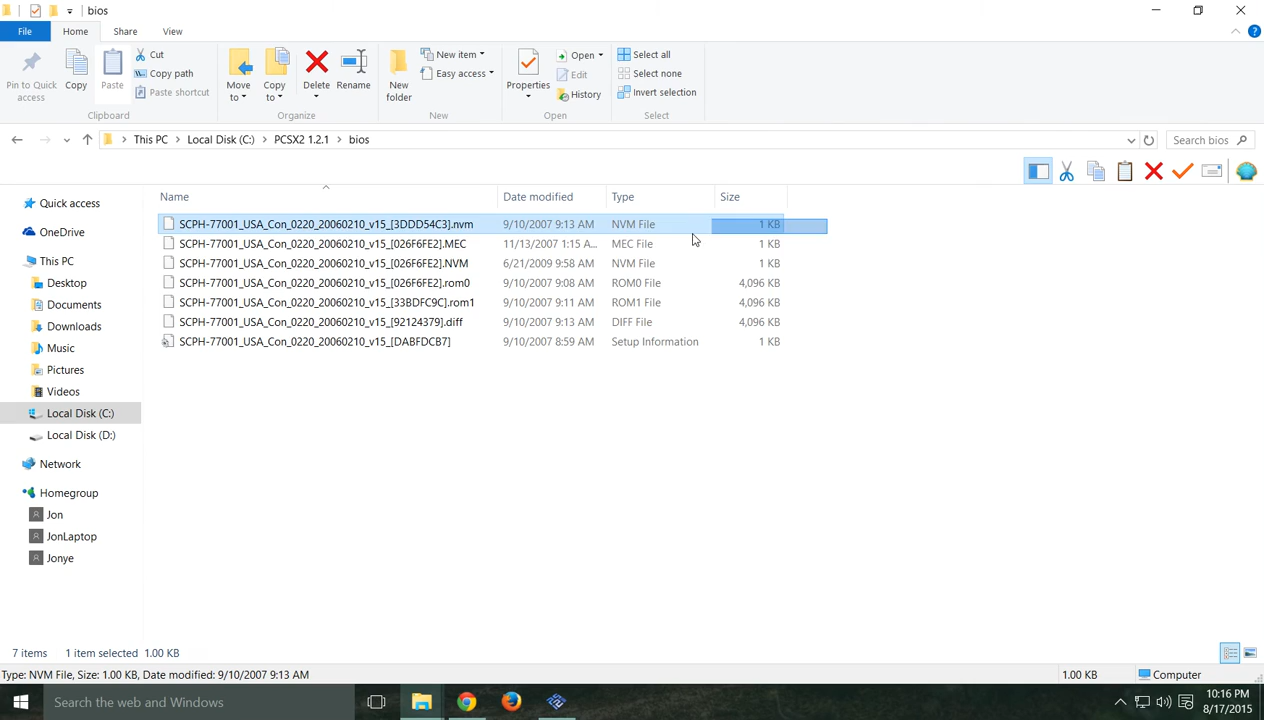 bios
File Home Share View
Pin to Quick access
Copy
Paste
Cut
Copy path
Paste shortcut
Clipboard
Move to
Copy to
Delete
Rename
Organize
New folder
New item
Easy access
New
Properties
Open
Edit
History
Open
Select all
Select none
Invert selection
Select
This PC Local Disk (C:) PCSX2 1.2.1 bios
Search bios
Name Date modified Type Size
SCPH-77001_USA_Con_0220_20060210_v15_[3DDD54C3].nvm 9/10/2007 9:13 AM NVM File 1 KB
SCPH-77001_USA_Con_0220_20060210_v15_[026F6FE2].MEC 11/13/2007 1:15 A... MEC File 1 KB
SCPH-77001_USA_Con_0220_20060210_v15_[026F6FE2].NVM 6/21/2009 9:58 AM NVM File 1 KB
SCPH-77001_USA_Con_0220_20060210_v15_[026F6FE2].rom0 9/10/2007 9:08 AM ROM0 File 4,096 KB
SCPH-77001_USA_Con_0220_20060210_v15_[33BDFC9C].rom1 9/10/2007 9:11 AM ROM1 File 4,096 KB
SCPH-77001_USA_Con_0220_20060210_v15_[92124379].diff 9/10/2007 9:13 AM DIFF File 4,096 KB
SCPH-77001_USA_Con_0220_20060210_v15_[DABFDCB7] 9/10/2007 8:59 AM Setup Information 1 KB
Quick access
OneDrive
This PC
Desktop
Documents
Downloads
Music
Pictures
Videos
Local Disk (C:)
Local Disk (D:)
Network
Homegroup
Jon
JonLaptop
Jonye
7 items 1 item selected 1.00 KB
Type: NVM File, Size: 1.00 KB, Date modified: 9/10/2007 9:13 AM 1.00 KB Computer
Search the web and Windows
10:16 PM
8/17/2015